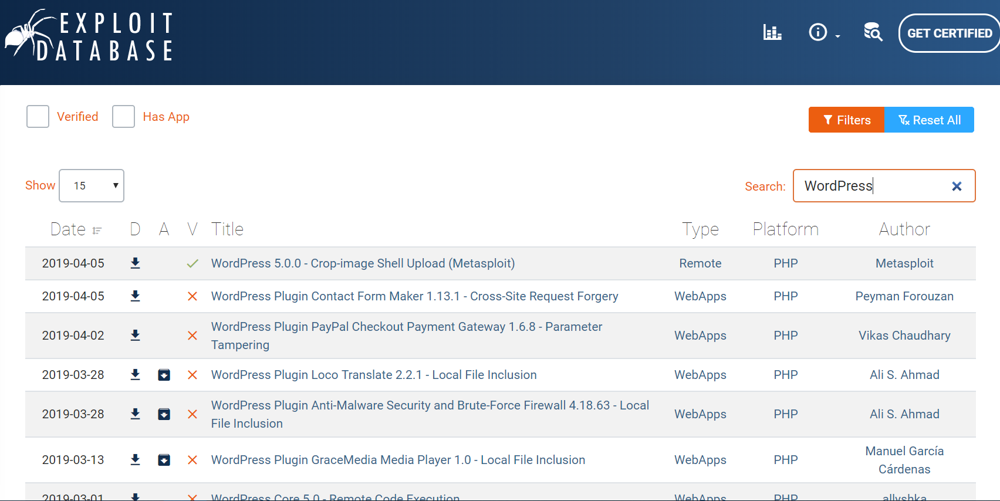 EXPLOIT
DATABASE
GET CERTIFIED
Verified
Has App
Filters
Reset All
Show 15
Search: WordPress
Date D A V Title Type Platform Author
2019-04-05 WordPress 5.0.0 - Crop-image Shell Upload (Metasploit) Remote PHP Metasploit
2019-04-05 WordPress Plugin Contact Form Maker 1.13.1 - Cross-Site Request Forgery WebApps PHP Peyman Forouzan
2019-04-02 WordPress Plugin PayPal Checkout Payment Gateway 1.6.8 - Parameter
Tampering WebApps PHP Vikas Chaudhary
2019-03-28 WordPress Plugin Loco Translate 2.2.1 - Local File Inclusion WebApps PHP Ali S. Ahmad
2019-03-28 WordPress Plugin Anti-Malware Security and Brute-Force Firewall 4.18.63 - Local
File Inclusion WebApps PHP Ali S. Ahmad
2019-03-13 WordPress Plugin GraceMedia Media Player 1.0 - Local File Inclusion WebApps PHP Manuel García
Cárdenas
2019-03-01 WordPress Core 5.0 - Remote Code Execution WebApps PHP allyshka